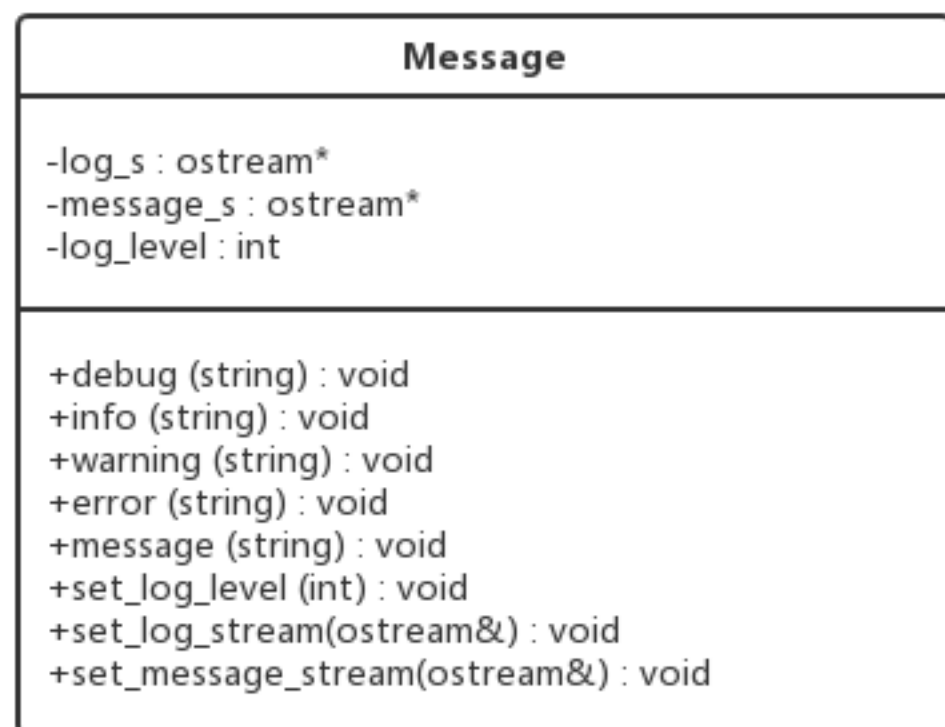 Message
-log_s : ostream*
-message_s : ostream*
-log_level : int
+debug (string) : void
+info (string) : void
+warning (string) : void
+error (string) : void
+message (string) : void
+set_log_level (int) : void
+set_log_stream(ostream&) : void
+set_message_stream(ostream&) : void